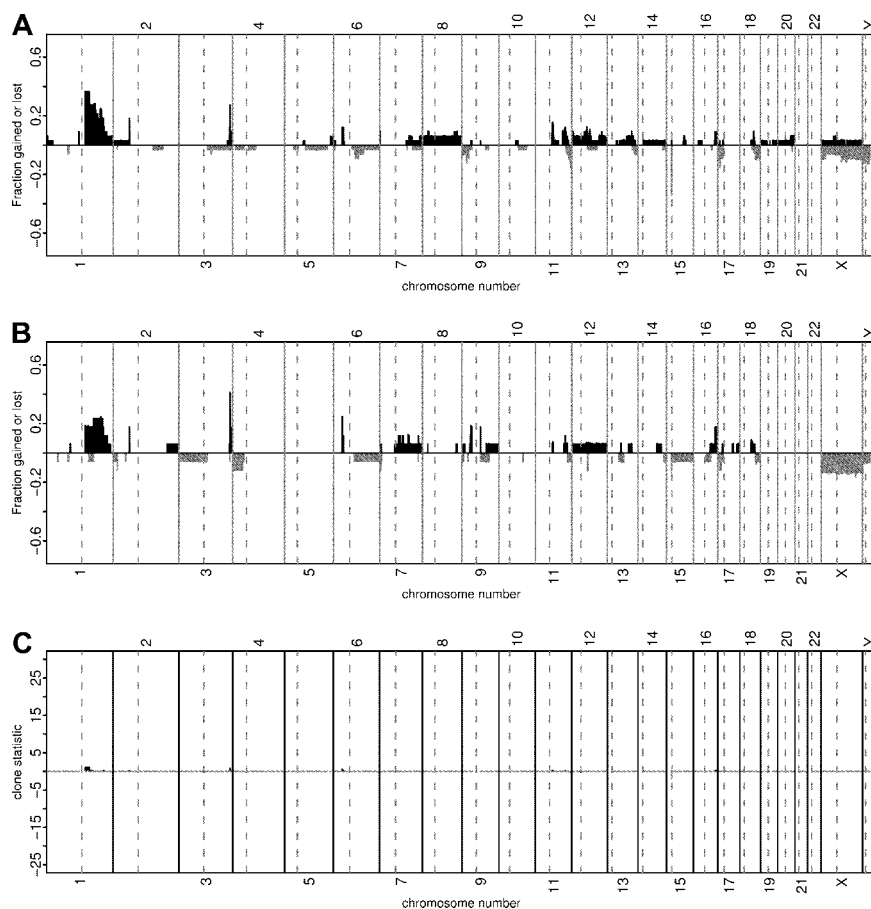 A
2 4 6 8 10 12 14 16 18 20 22 Y
Fraction gained or lost
0.6
0.2
−0.2
−0.6
1 3 5 7 9 11 13 15 17 19 21 X
chromosome number
B
2 4 6 8 10 12 14 16 18 20 22 Y
Fraction gained or lost
0.6
0.2
−0.2
−0.6
1 3 5 7 9 11 13 15 17 19 21 X
chromosome number
C
2 4 6 8 10 12 14 16 18 20 22 Y
clone statistic
25
15
5
−5
−15
−25
1 3 5 7 9 11 13 15 17 19 21 X
chromosome number